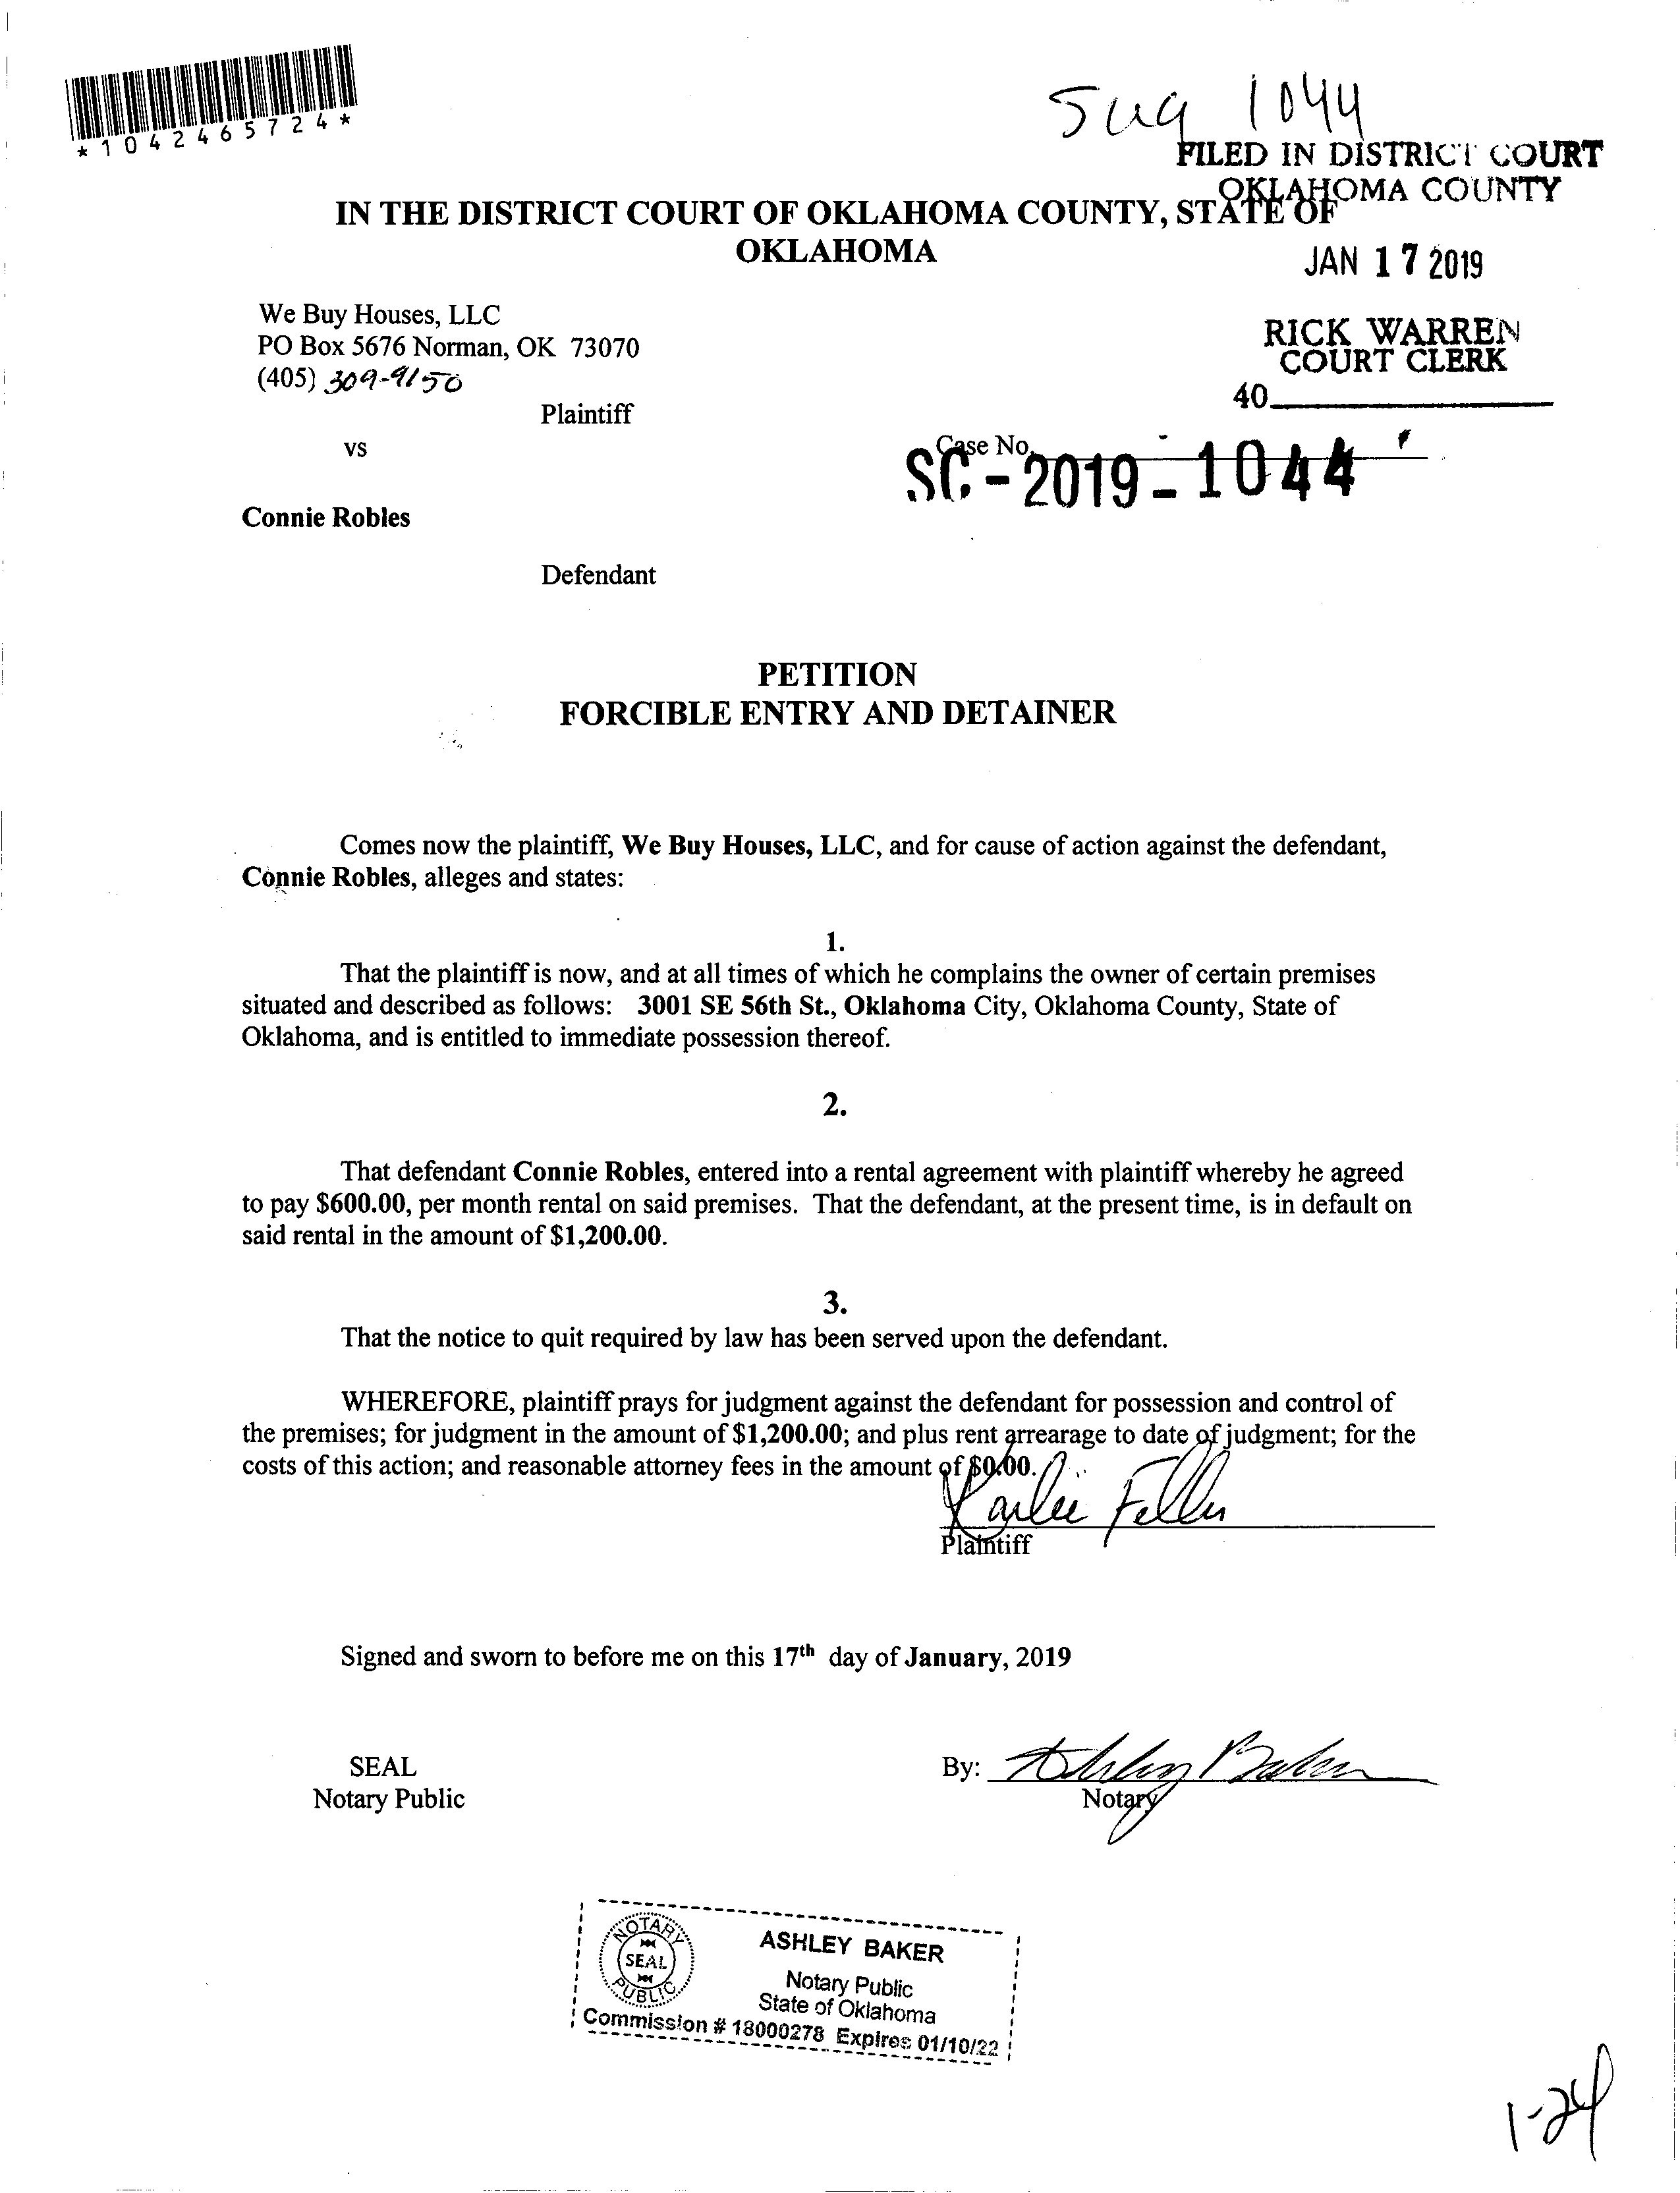 *1042465724*
1044
FILED IN DISTRICT COURT
OKLAHOMA COUNTY
IN THE DISTRICT COURT OF OKLAHOMA COUNTY, STATE OF
OKLAHOMA
JAN 17 2019
We Buy Houses, LLC
PO Box 5676 Norman, OK 73070
(405) 309-9150
RICK WARREN
COURT CLERK
40
Plaintiff
vs
Case No.
SC-2019-1044
Connie Robles
Defendant
PETITION
FORCIBLE ENTRY AND DETAINER
Comes now the plaintiff, We Buy Houses, LLC, and for cause of action against the defendant,
Connie Robles, alleges and states:
1.
That the plaintiff is now, and at all times of which he complains the owner of certain premises
situated and described as follows: 3001 SE 56th St., Oklahoma City, Oklahoma County, State of
Oklahoma, and is entitled to immediate possession thereof.
2.
That defendant Connie Robles, entered into a rental agreement with plaintiff whereby he agreed
to pay $600.00, per month rental on said premises. That the defendant, at the present time, is in default on
said rental in the amount of $1,200.00.
3.
That the notice to quit required by law has been served upon the defendant.
WHEREFORE, plaintiff prays for judgment against the defendant for possession and control of
the premises; for judgment in the amount of $1,200.00; and plus rent arrearage to date of judgment; for the
costs of this action; and reasonable attorney fees in the amount of $0.00.
Karlee
Plaintiff
Signed and sworn to before me on this 17th day of January, 2019
SEAL
Notary Public
By: Ashley Baker
Notary
NOTARY
SEAL
PUBLIC
ASHLEY BAKER
Notary Public
State of Oklahoma
Commission # 18000278 Expires 01/10/22
1-24